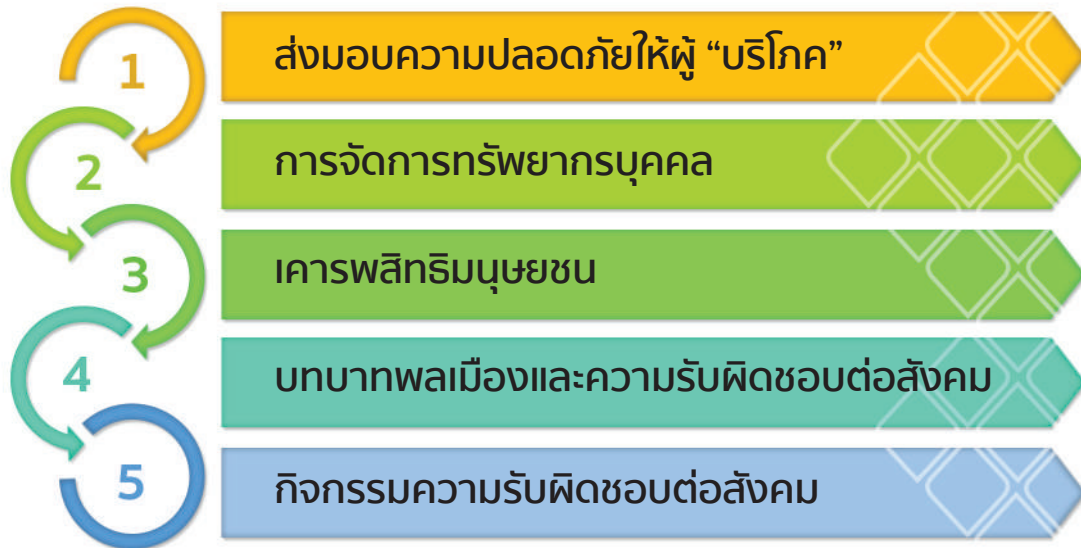 1
ส่งมอบความปลอดภัยให้ผู้ “บริโภค”
2
การจัดการทรัพยากรบุคคล
3
เคารพสิทธิมนุษยชน
4
บทบาทพลเมืองและความรับผิดชอบต่อสังคม
5
กิจกรรมความรับผิดชอบต่อสังคม